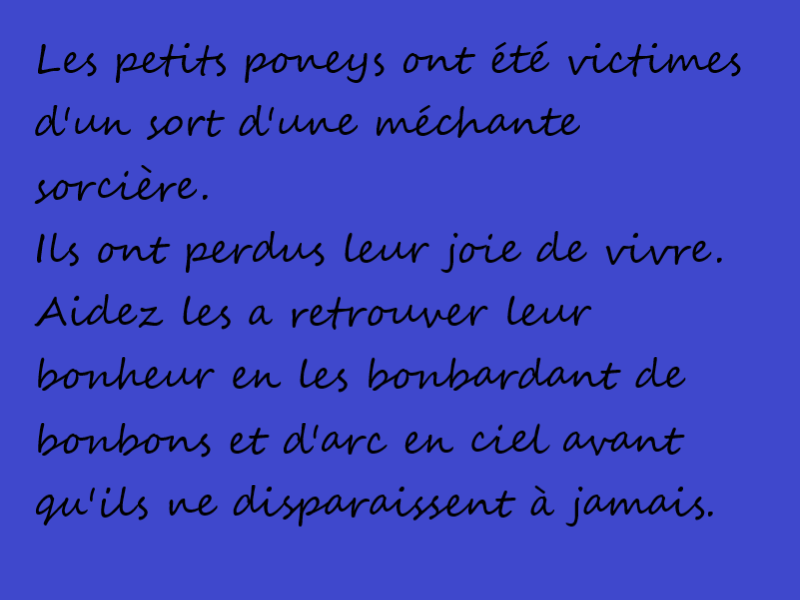 Les petits poneys ont été victimes
d'un sort d'une méchante
sorcière.
Ils ont perdus leur joie de vivre.
Aidez les a retrouver leur
bonheur en les bonbardant de
bonbons et d'arc en ciel avant
qu'ils ne disparaissent à jamais.